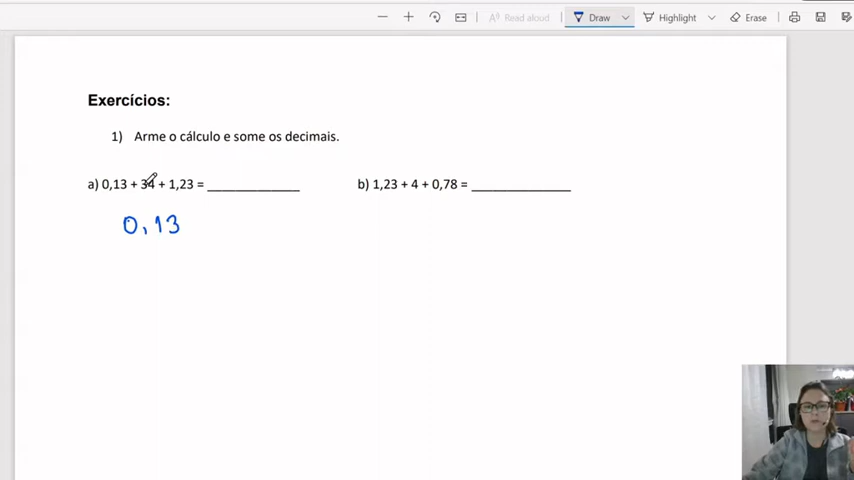 Read aloud Draw Highlight Erase
Exercícios:
1) Arme o cálculo e some os decimais.
a) 0,13 + 34 + 1,23 = ______________ b) 1,23 + 4 + 0,78 = _______________
0,13